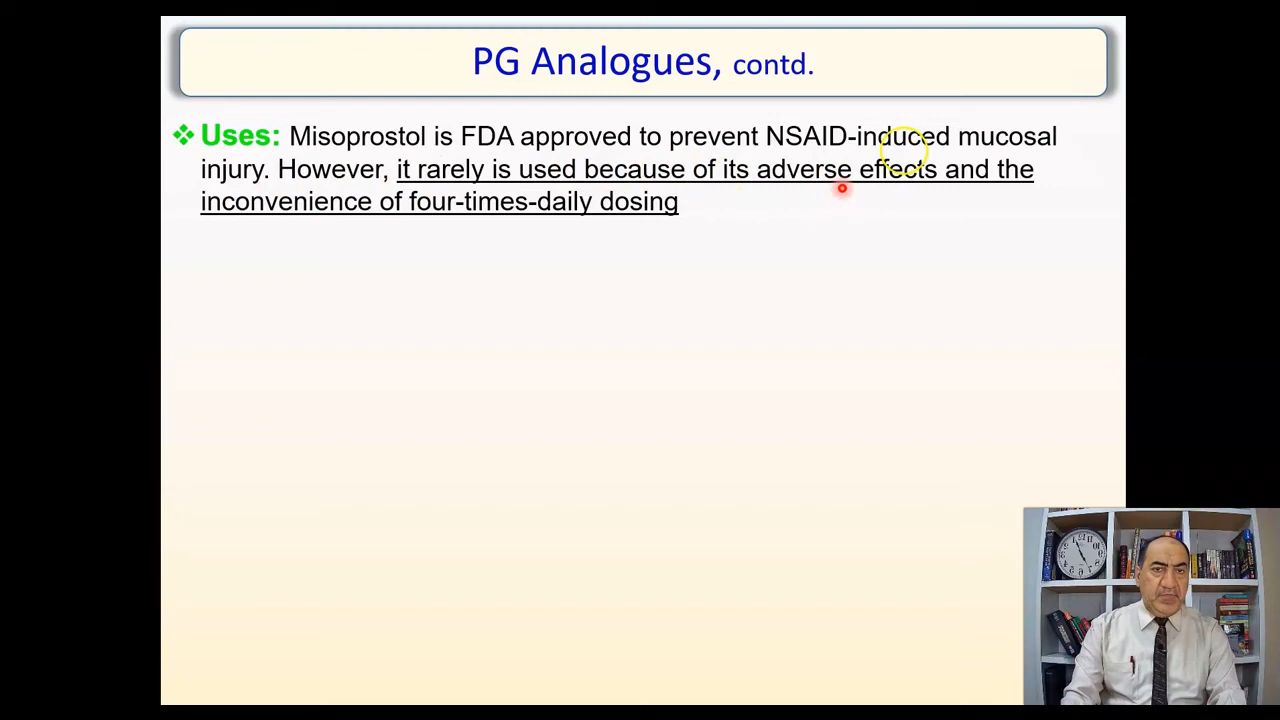 PG Analogues, contd.
❖ Uses: Misoprostol is FDA approved to prevent NSAID-induced mucosal
injury. However, it rarely is used because of its adverse effects and the
inconvenience of four-times-daily dosing